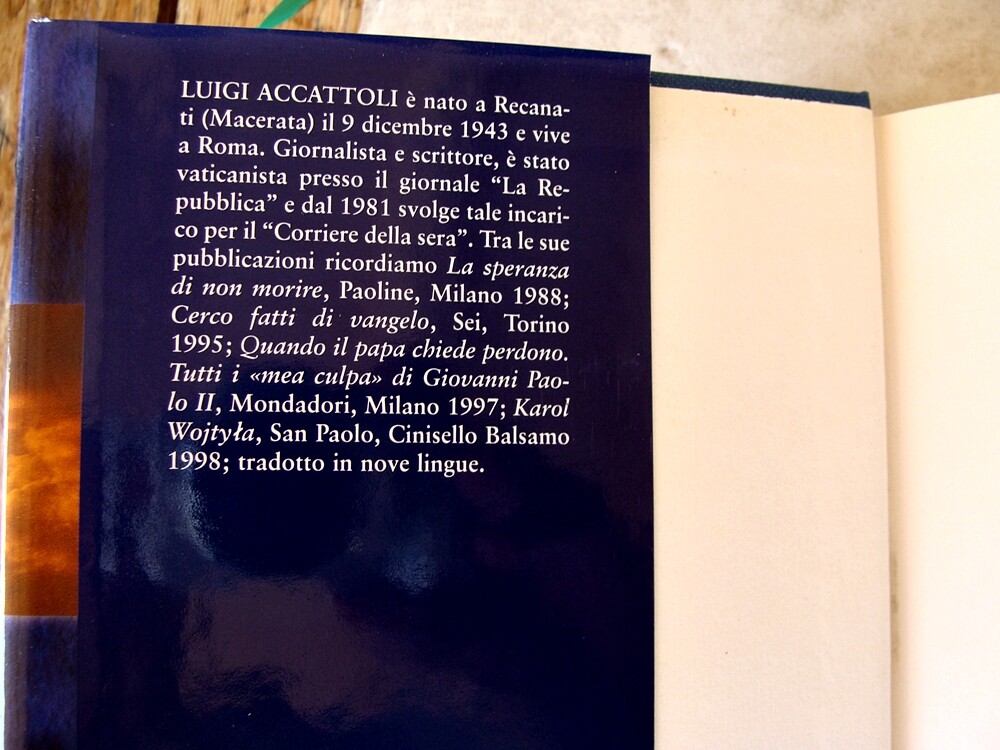 LUIGI ACCATTOLI è nato a Recana-
ti (Macerata) il 9 dicembre 1943 e vive
a Roma. Giornalista e scrittore, è stato
vaticanista presso il giornale “La Re-
pubblica” e dal 1981 svolge tale incari-
co per il “Corriere della sera”. Tra le sue
pubblicazioni ricordiamo La speranza
di non morire, Paoline, Milano 1988;
Cerco fatti di vangelo, Sei, Torino
1995; Quando il papa chiede perdono.
Tutti i «mea culpa» di Giovanni Pao-
lo II, Mondadori, Milano 1997; Karol
Wojtyła, San Paolo, Cinisello Balsamo
1998; tradotto in nove lingue.